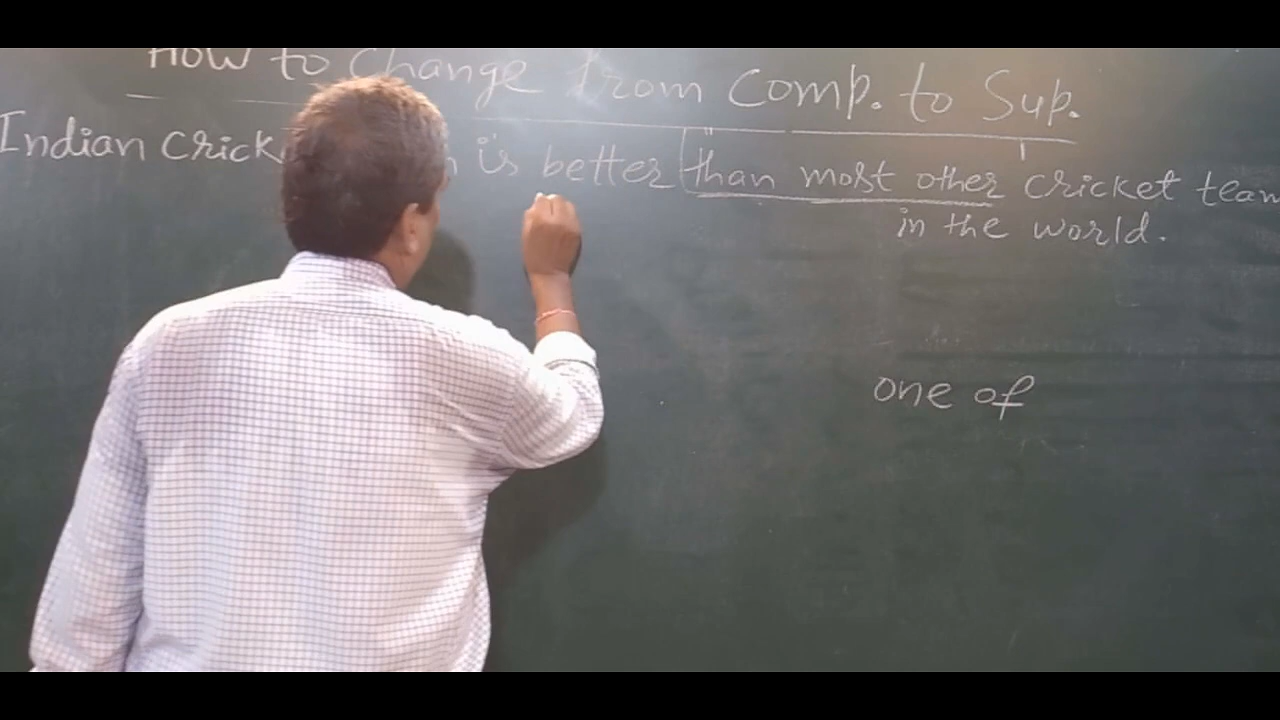 How to Change from Comp. to Sup.
Indian Crick is better than most other cricket team
in the world.
one of